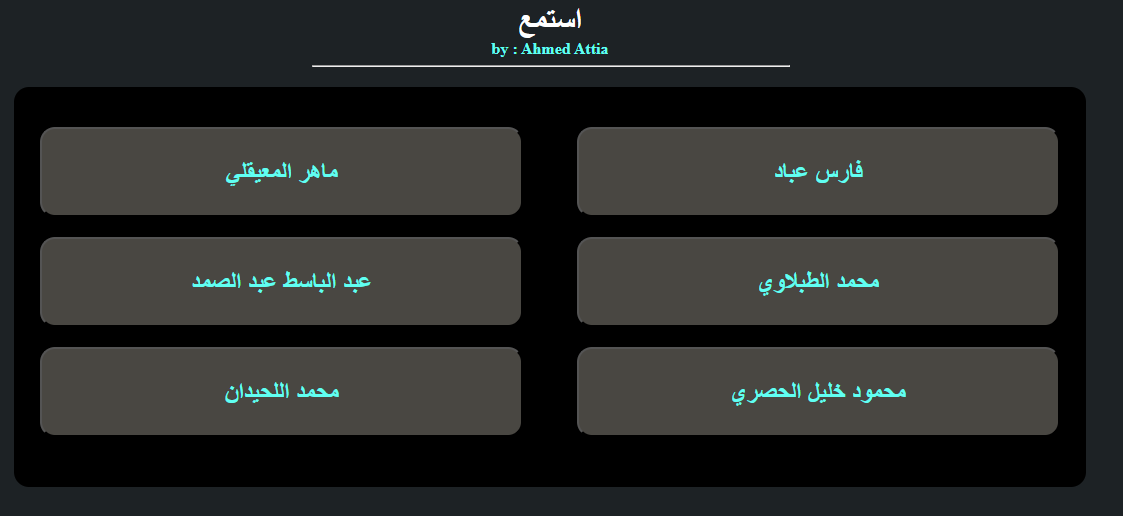 استمع
by : Ahmed Attia
فارس عباد
ماهر المعيقلي
محمد الطبلاوي
عبد الباسط عبد الصمد
محمود خليل الحصري
محمد اللحيدان